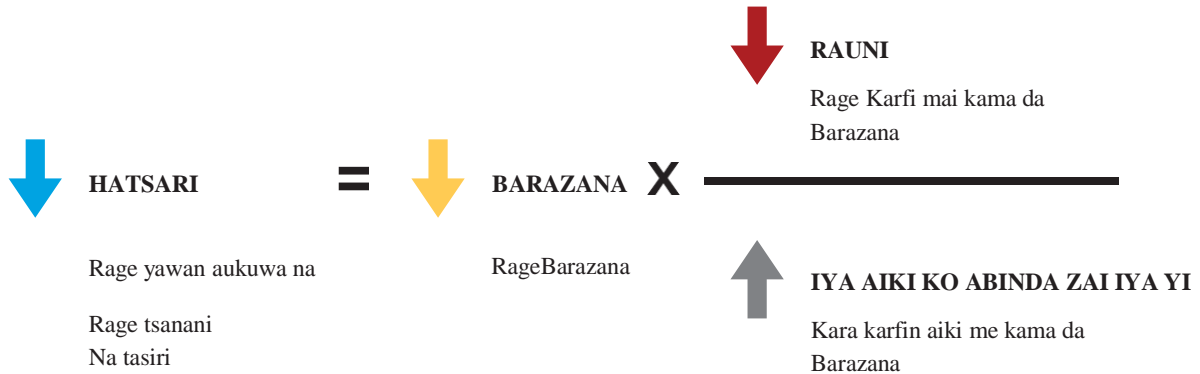 HATSARI
Rage yawan aukuwa na
Rage tsanani
Na tasiri
=
BARAZANA
RageBarazana
X
RAUNI
Rage Karfi mai kama da
Barazana
IYA AIKI KO ABINDA ZAI IYA YI
Kara karfin aiki me kama da
Barazana